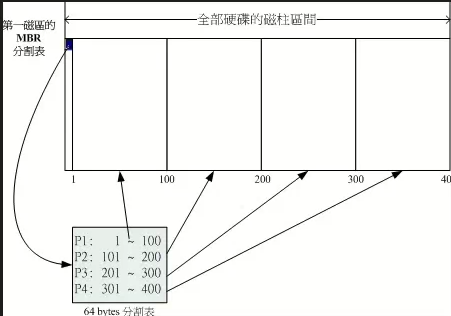 全部硬碟的磁柱區間
第一磁區的
MBR
分割表
1 100 200 300 40
P1: 1 ~ 100
P2: 101 ~ 200
P3: 201 ~ 300
P4: 301 ~ 400
64 bytes 分割表